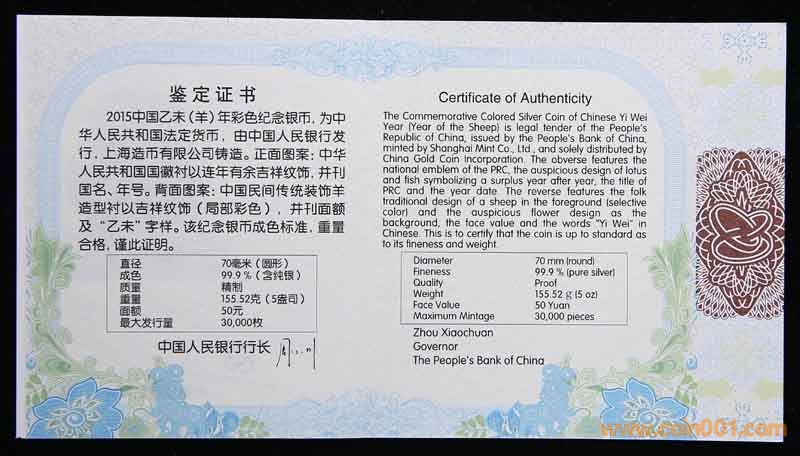 鉴定证书
2015中国乙未（羊）年彩色纪念银币，为中
华人民共和国法定货币，由中国人民银行发
行，上海造币有限公司铸造。正面图案：中华
人民共和国国徽衬以连年有余吉祥纹饰，并刊
国名、年号。背面图案：中国民间传统装饰羊
造型衬以吉祥纹饰（局部彩色），并刊面额
及“乙未”字样。该纪念银币成色标准，重量
合格，谨此证明。
直径 70毫米（圆形）
成色 99.9%（含纯银）
质量 精制
重量 155.52克（5盎司）
面额 50元
最大发行量 30,000枚
中国人民银行行长
Certificate of Authenticity
The Commemorative Colored Silver Coin of Chinese Yi Wei
Year (Year of the Sheep) is legal tender of the People's
Republic of China, issued by the People's Bank of China,
minted by Shanghai Mint Co., Ltd., and solely distributed by
China Gold Coin Incorporation. The obverse features the
national emblem of the PRC, the auspicious design of lotus
and fish symbolizing a surplus year after year, the title of
PRC and the year date. The reverse features the folk
traditional design of a sheep in the foreground (selective
color) and the auspicious flower design as the
background, the face value and the words "Yi Wei" in
Chinese. This is to certify that the coin is up to standard as
to its fineness and weight.
Diameter 70 mm (round)
Fineness 99.9% (pure silver)
Quality Proof
Weight 155.52 g (5 oz)
Face Value 50 Yuan
Maximum Mintage 30,000 pieces
Zhou Xiaochuan
Governor
The People's Bank of China
www.coin001.com